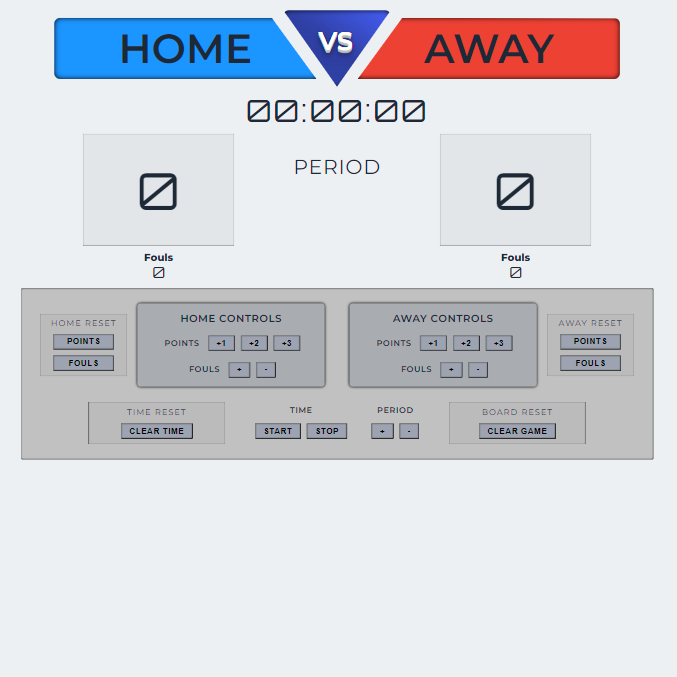 HOME VS AWAY
00:00:00
PERIOD
0 0
Fouls Fouls
0 0
HOME RESET
POINTS
FOULS
HOME CONTROLS
POINTS +1 +2 +3
FOULS + -
AWAY CONTROLS
POINTS +1 +2 +3
FOULS + -
AWAY RESET
POINTS
FOULS
TIME RESET
CLEAR TIME
TIME
START STOP
PERIOD
+ -
BOARD RESET
CLEAR GAME